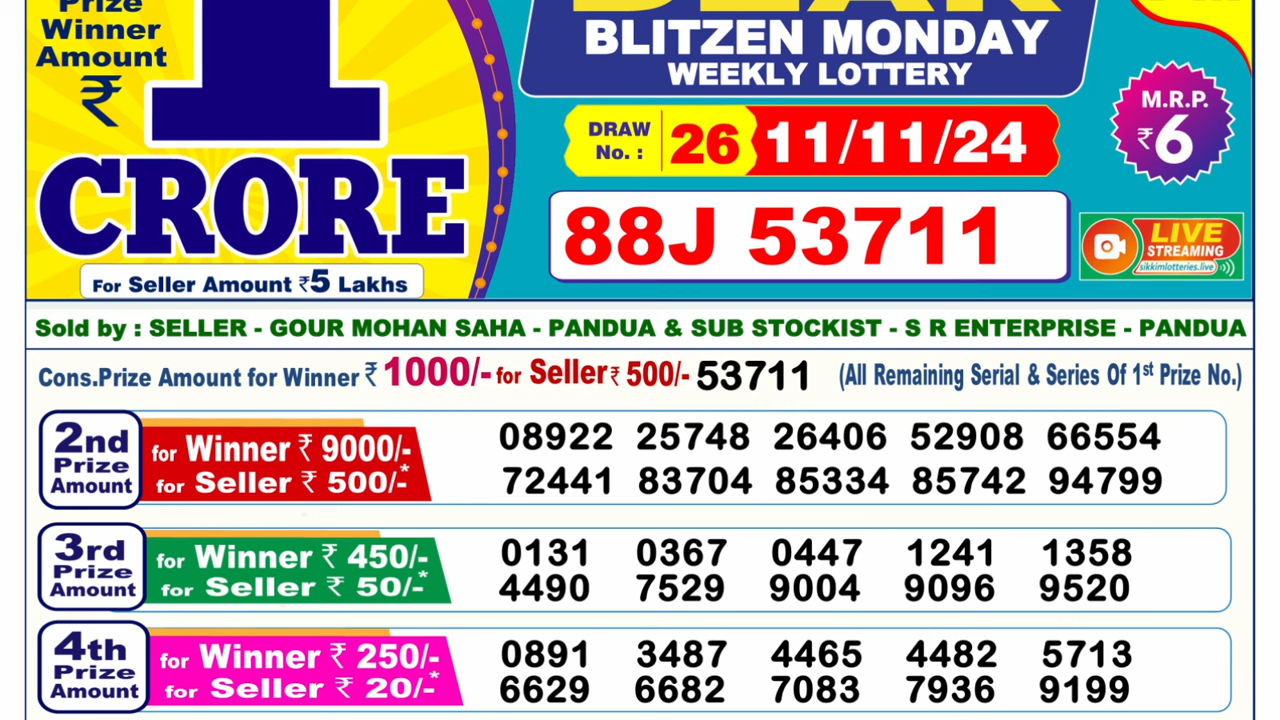 Prize
Winner
Amount
₹
1
CRORE
For Seller Amount ₹5 Lakhs
DEAR
BLITZEN MONDAY
WEEKLY LOTTERY
DRAW
No. :
26
11/11/24
M.R.P.
₹6
88J 53711
LIVE
STREAMING
sikkimlotteries.live
Sold by : SELLER - GOUR MOHAN SAHA - PANDUA & SUB STOCKIST - S R ENTERPRISE - PANDUA
Cons.Prize Amount for Winner ₹ 1000/- for Seller ₹ 500/- 53711 (All Remaining Serial & Series Of 1st Prize No.)
2nd
Prize
Amount
for Winner ₹ 9000/-
for Seller ₹ 500/-*
08922 25748 26406 52908 66554
72441 83704 85334 85742 94799
3rd
Prize
Amount
for Winner ₹ 450/-
for Seller ₹ 50/-*
0131 0367 0447 1241 1358
4490 7529 9004 9096 9520
4th
Prize
Amount
for Winner ₹ 250/-
for Seller ₹ 20/-*
0891 3487 4465 4482 5713
6629 6682 7083 7936 9199